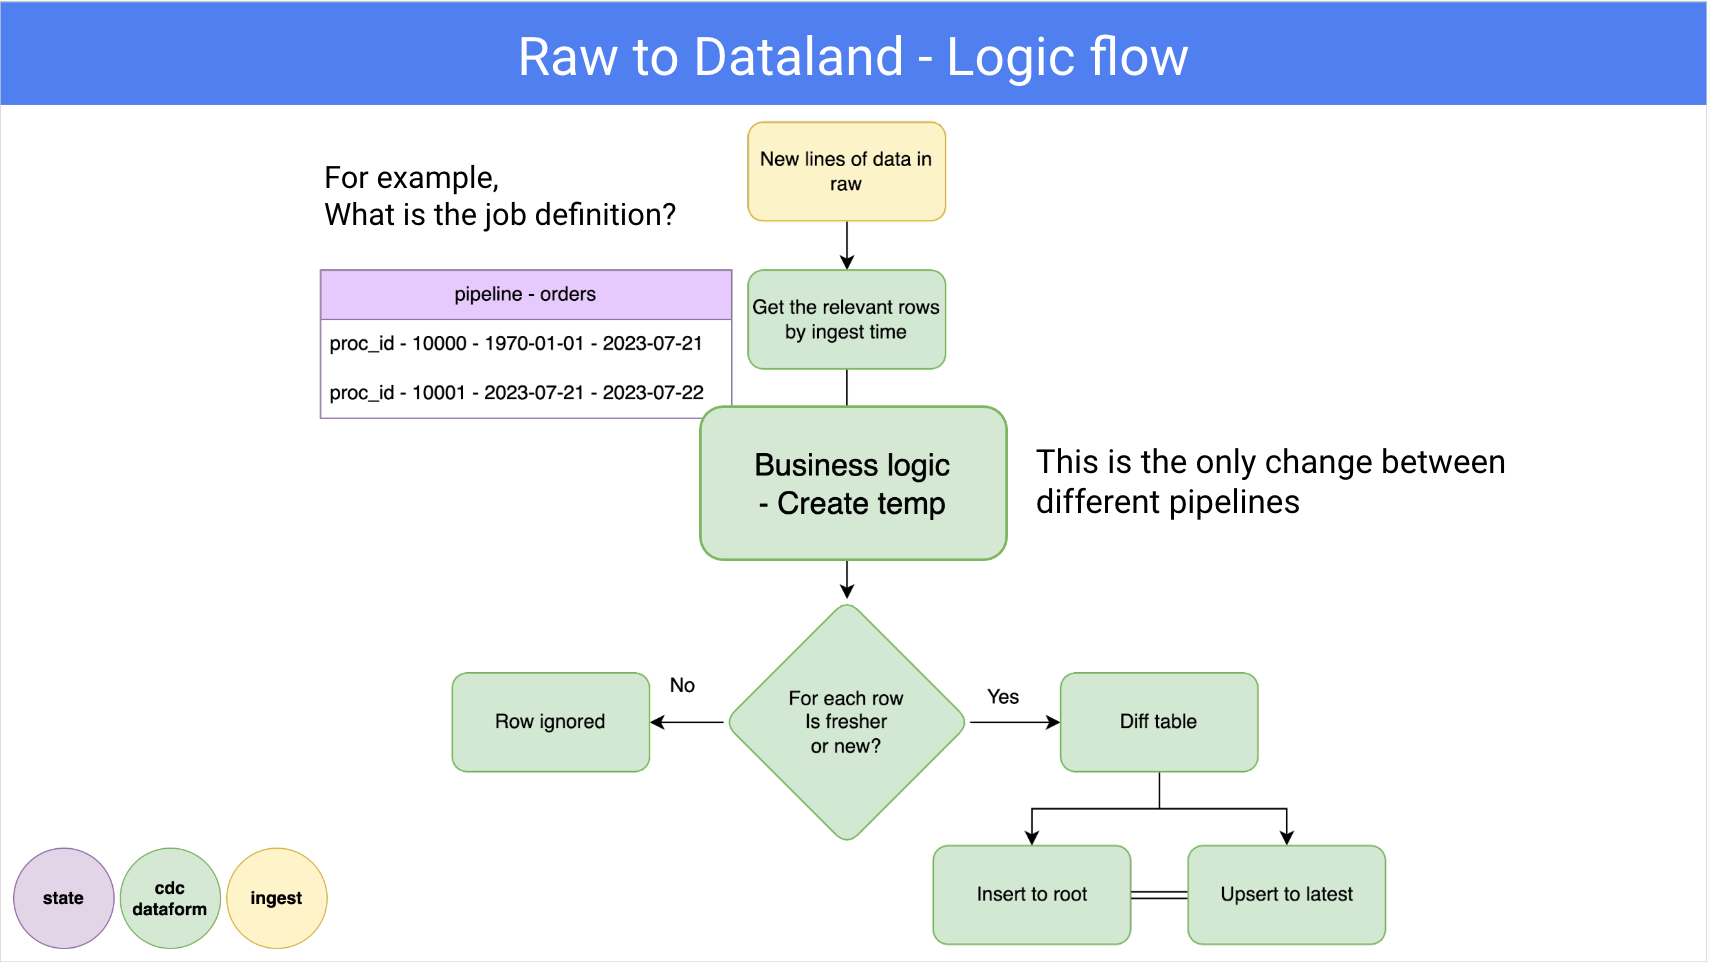 Raw to Dataland - Logic flow
For example,
What is the job definition?
New lines of data in
raw
pipeline - orders
proc_id - 10000 - 1970-01-01 - 2023-07-21
proc_id - 10001 - 2023-07-21 - 2023-07-22
Get the relevant rows
by ingest time
Business logic
- Create temp
This is the only change between
different pipelines
For each row
Is fresher
or new?
No
Row ignored
Yes
Diff table
Insert to root
Upsert to latest
state
cdc
dataform
ingest